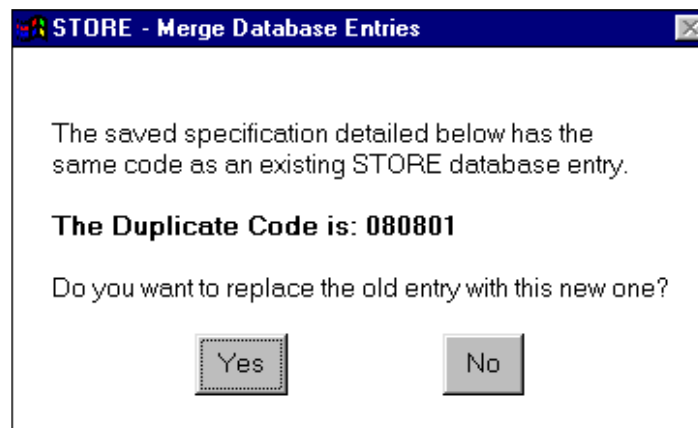 STORE - Merge Database Entries
The saved specification detailed below has the
same code as an existing STORE database entry.
The Duplicate Code is: 080801
Do you want to replace the old entry with this new one?
Yes No